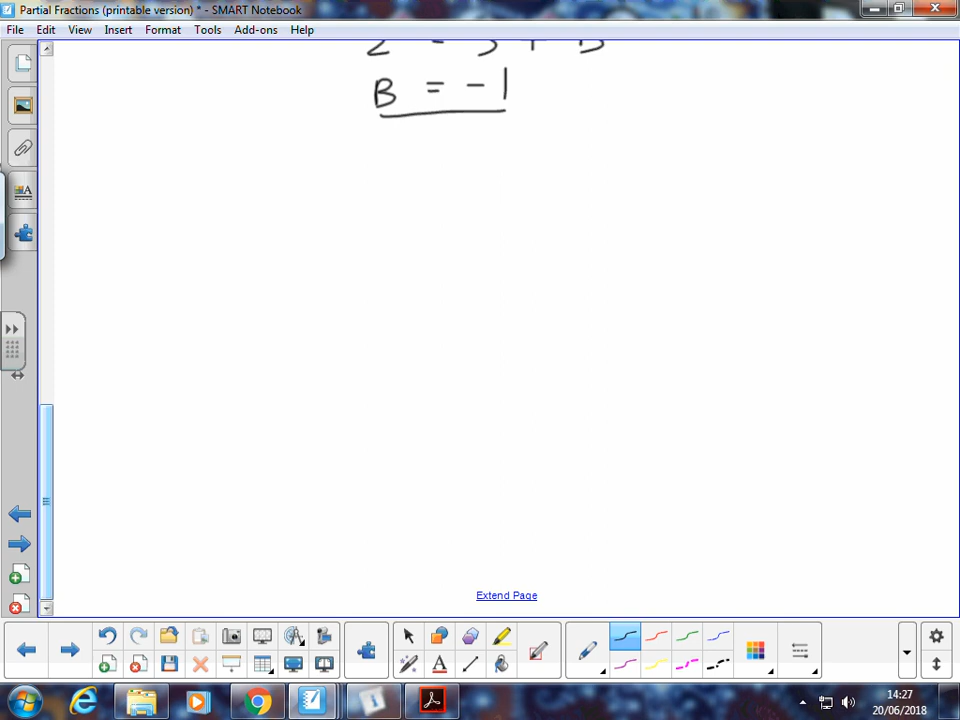 Partial Fractions (printable version) * - SMART Notebook
File Edit View Insert Format Tools Add-ons Help
B = - 1
Extend Page
14:27
20/06/2018